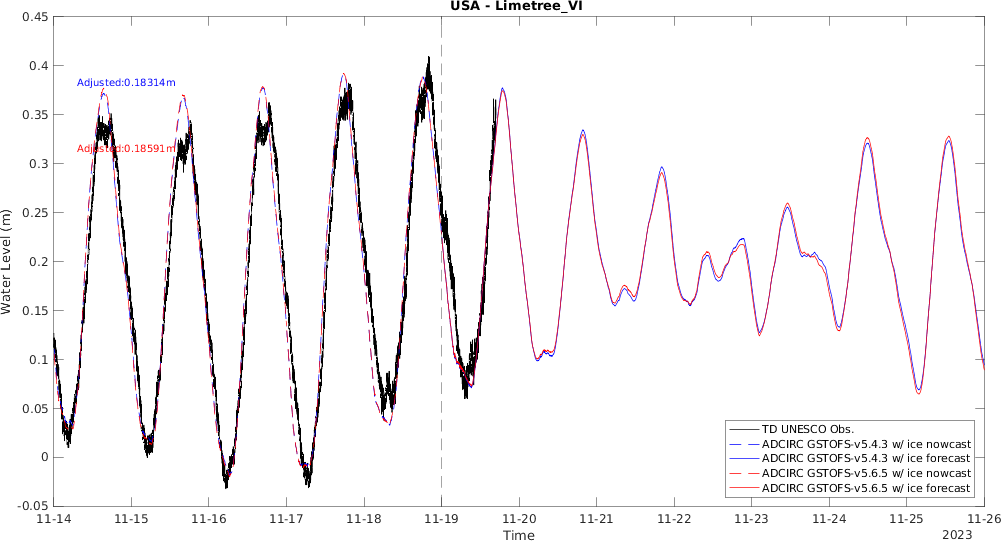 USA - Limetree_VI
0.45
0.4
0.35
0.3
0.25
0.2
0.15
0.1
0.05
0
-0.05
Water Level (m)
Adjusted:0.18314m
Adjusted:0.18591m
TD UNESCO Obs.
ADCIRC GSTOFS-v5.4.3 w/ ice nowcast
ADCIRC GSTOFS-v5.4.3 w/ ice forecast
ADCIRC GSTOFS-v5.6.5 w/ ice nowcast
ADCIRC GSTOFS-v5.6.5 w/ ice forecast
11-14 11-15 11-16 11-17 11-18 11-19 11-20 11-21 11-22 11-23 11-24 11-25 11-26
Time
2023